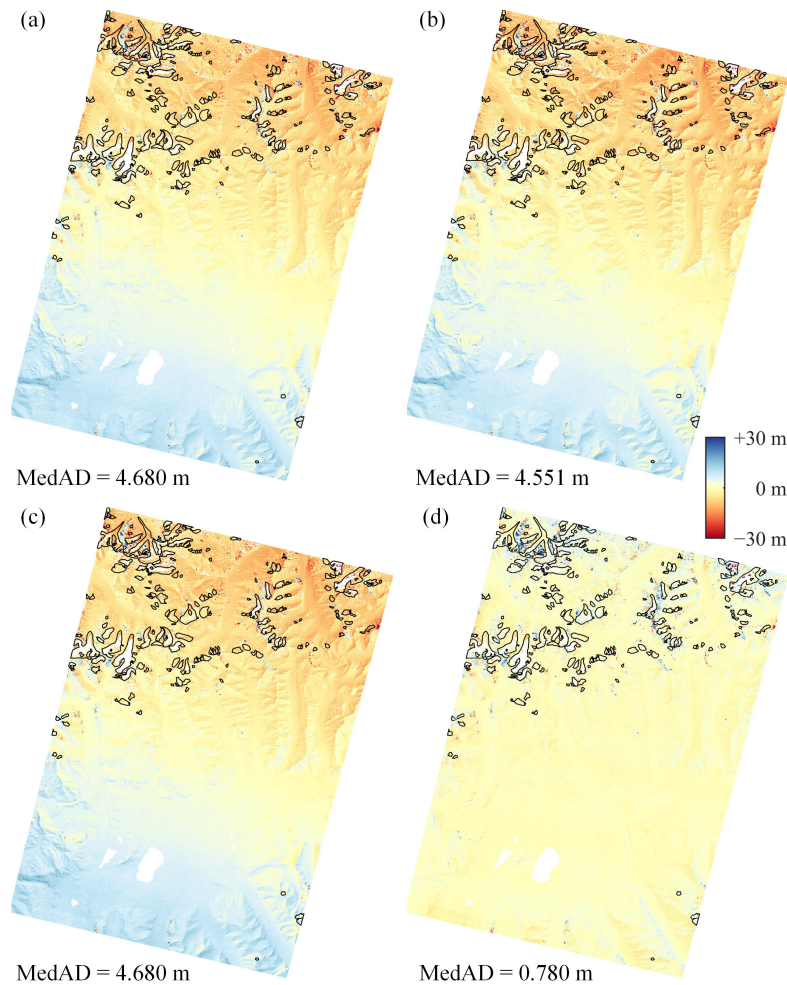 (a)
(b)
MedAD = 4.680 m
MedAD = 4.551 m
+30 m
0 m
−30 m
(c)
(d)
MedAD = 4.680 m
MedAD = 0.780 m